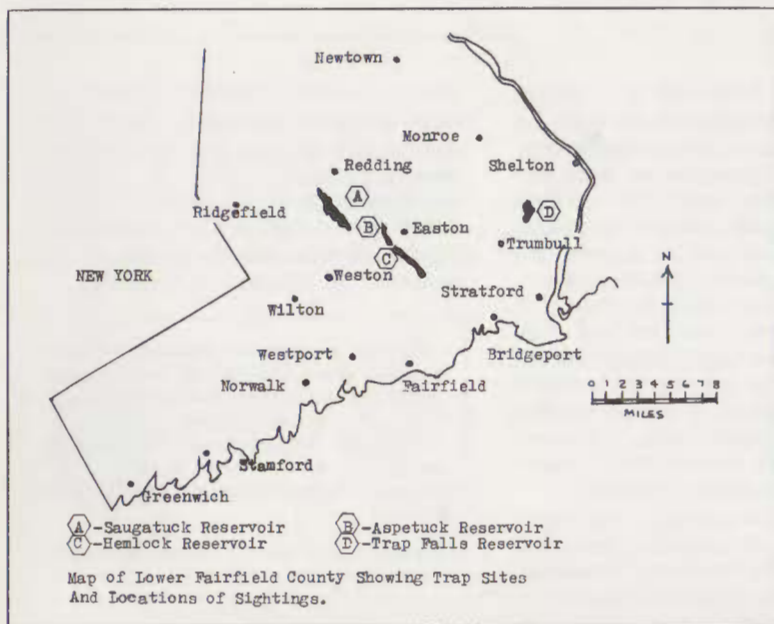 Newtown
Monroe
Shelton
Redding
A
Ridgefield
D
B
Easton
Trumbull
C
N
NEW YORK
Weston
Stratford
Wilton
Bridgeport
Westport
Fairfield
Norwalk
0 1 2 3 4 5 6 7 8
MILES
Stamford
Greenwich
A-Saugatuck Reservoir B-Aspetuck Reservoir
C-Hemlock Reservoir D-Trap Falls Reservoir
Map of Lower Fairfield County Showing Trap Sites
And Locations of Sightings.